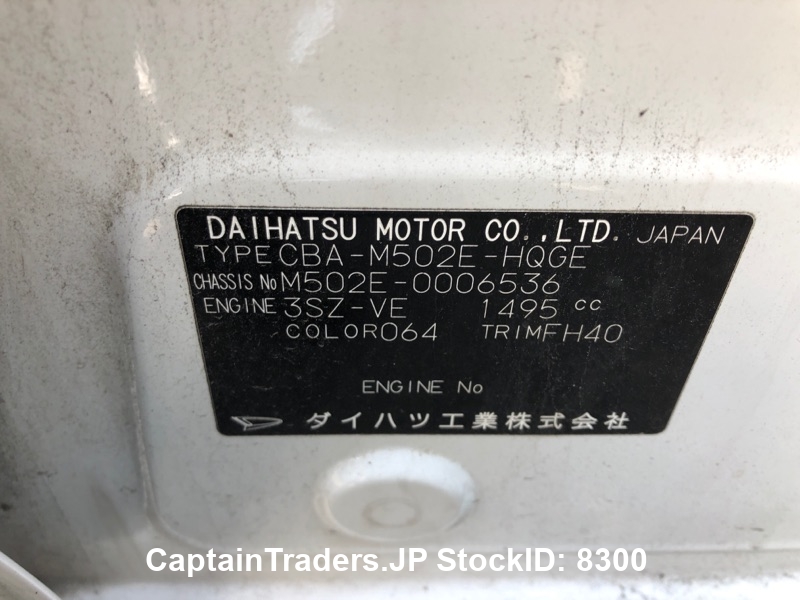 DAIHATSU MOTOR CO.,LTD. JAPAN
TYPE CBA-M502E-HQGE
CHASSIS No M502E-0006536
ENGINE 3SZ-VE 1495 cc
COLOR 064 TRIM FH40
ENGINE No
ダイハツ工業株式会社
CaptainTraders.JP StockID: 8300